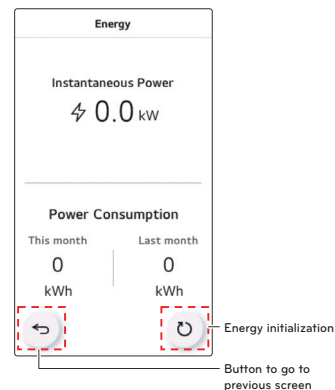 Energy
Instantaneous Power
0.0 kW
Power Consumption
This month Last month
0 0
kWh kWh
Energy initialization
Button to go to
previous screen